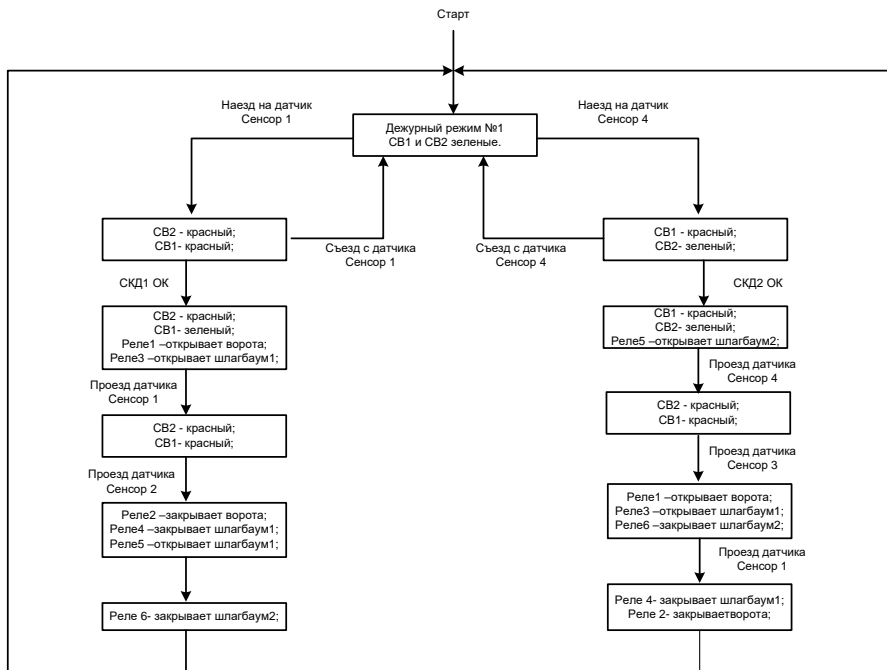 Старт
Наезд на датчик
Сенсор 1
Наезд на датчик
Сенсор 4
Дежурный режим №1
СВ1 и СВ2 зеленые.
СВ2 - красный;
СВ1- красный;
Съезд с датчика
Сенсор 1
Съезд с датчика
Сенсор 4
СВ1 - красный;
СВ2- зеленый;
СКД1 ОК
СКД2 ОК
СВ2 - красный;
СВ1- зеленый;
Реле1 –открывает ворота;
Реле3 –открывает шлагбаум1;
СВ1 - красный;
СВ2- зеленый;
Реле5 –открывает шлагбаум2;
Проезд датчика
Сенсор 1
Проезд датчика
Сенсор 4
СВ2 - красный;
СВ1- красный;
СВ2 - красный;
СВ1- красный;
Проезд датчика
Сенсор 2
Проезд датчика
Сенсор 3
Реле2 –закрывает ворота;
Реле4 –закрывает шлагбаум1;
Реле5 –открывает шлагбаум1;
Реле1 –открывает ворота;
Реле3 –открывает шлагбаум1;
Реле6 –закрывает шлагбаум2;
Проезд датчика
Сенсор 1
Реле 6- закрывает шлагбаум2;
Реле 4- закрывает шлагбаум1;
Реле 2- закрываетворота;